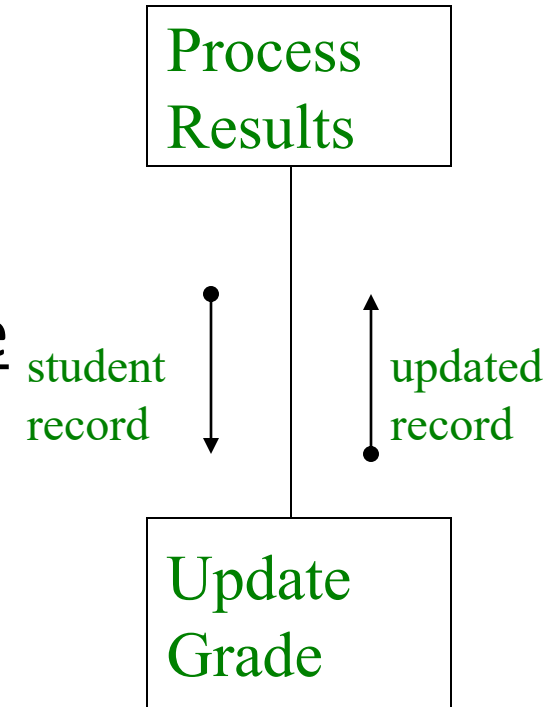 Process
Results
student
record
updated
record
Update
Grade